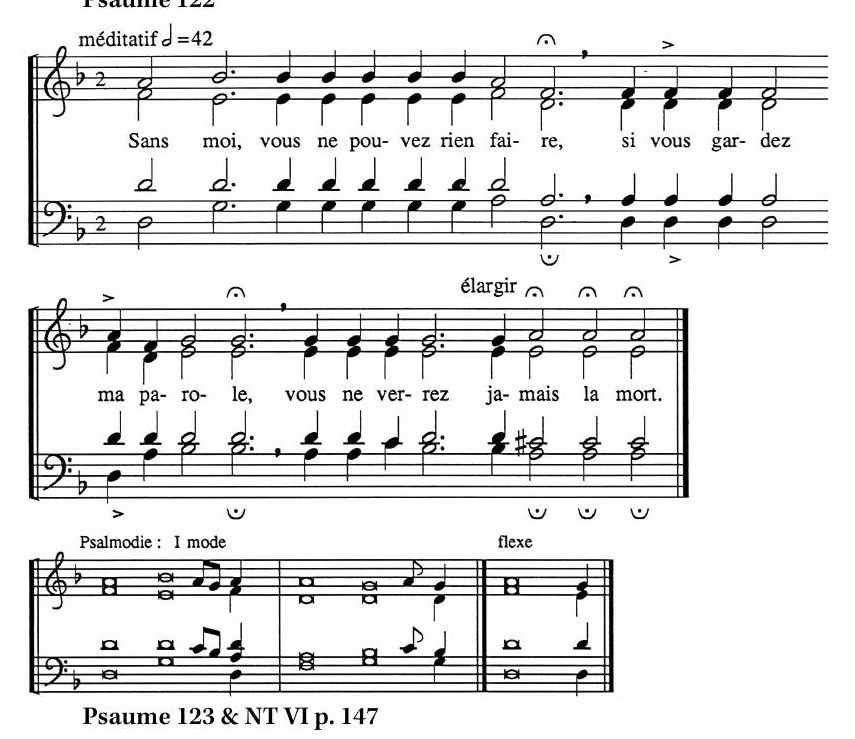 Psaume 122
méditatif 𝅗𝅥 =42
2
Sans moi, vous ne pou- vez rien fai- re, si vous gar- dez
2
élargir
ma pa- ro- le, vous ne ver- rez ja- mais la mort.
Psalmodie : I mode flexe
Psaume 123 & NT VI p. 147